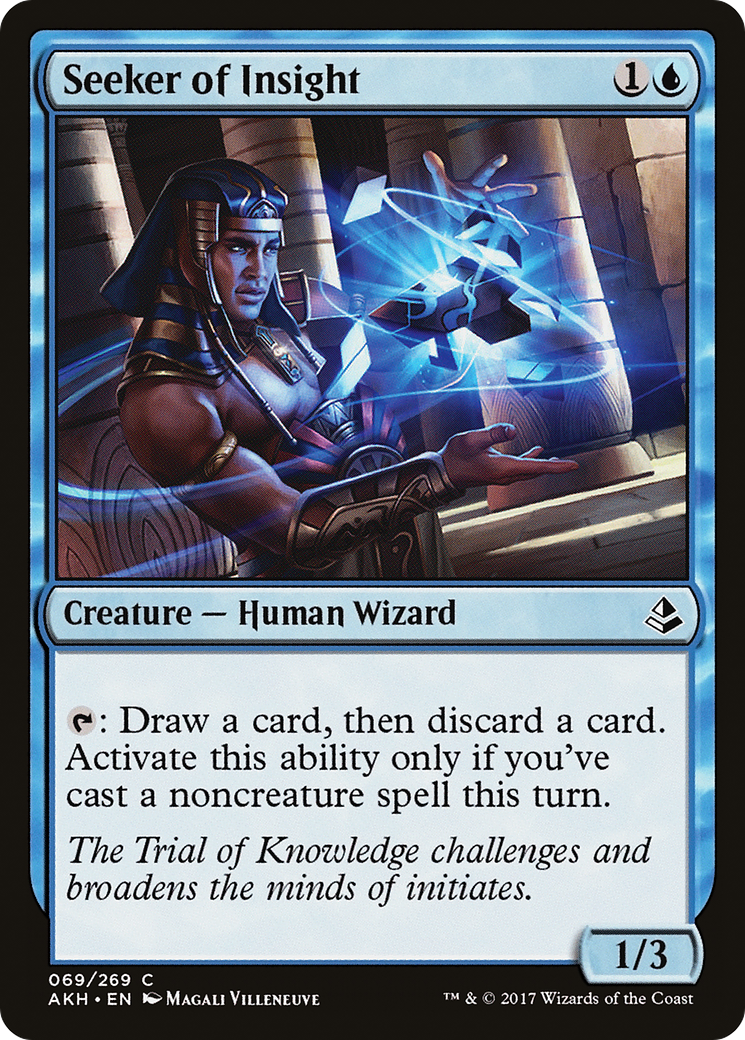 Seeker of Insight
1
Creature — Human Wizard
: Draw a card, then discard a card.
Activate this ability only if you've
cast a noncreature spell this turn.
The Trial of Knowledge challenges and
broadens the minds of initiates.
1/3
069/269 C
AKH • EN Magali Villeneuve
™ & © 2017 Wizards of the Coast